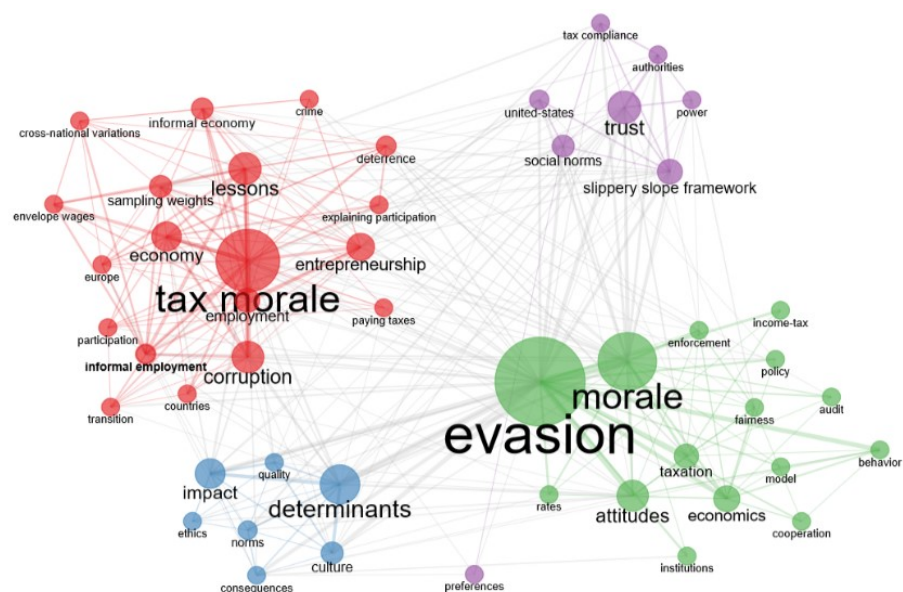 tax compliance
authorities
united-states
trust
power
social norms
slippery slope framework
crime
informal economy
cross-national variations
deterrence
lessons
sampling weights
envelope wages
explaining participation
economy
entrepreneurship
europe
tax morale
employment
paying taxes
participation
informal employment
corruption
transition
countries
income-tax
enforcement
policy
morale
fairness
audit
evasion
behavior
taxation
model
rates
attitudes
economics
cooperation
institutions
quality
impact
determinants
ethics
norms
culture
consequences
preferences